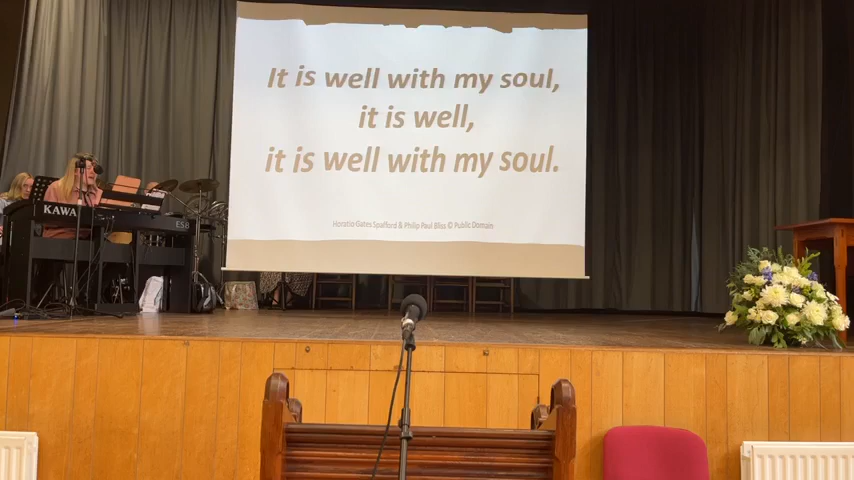 It is well with my soul,
it is well,
it is well with my soul.
Horatio Gates Spafford & Philip Paul Bliss © Public Domain
KAWAI
ES8